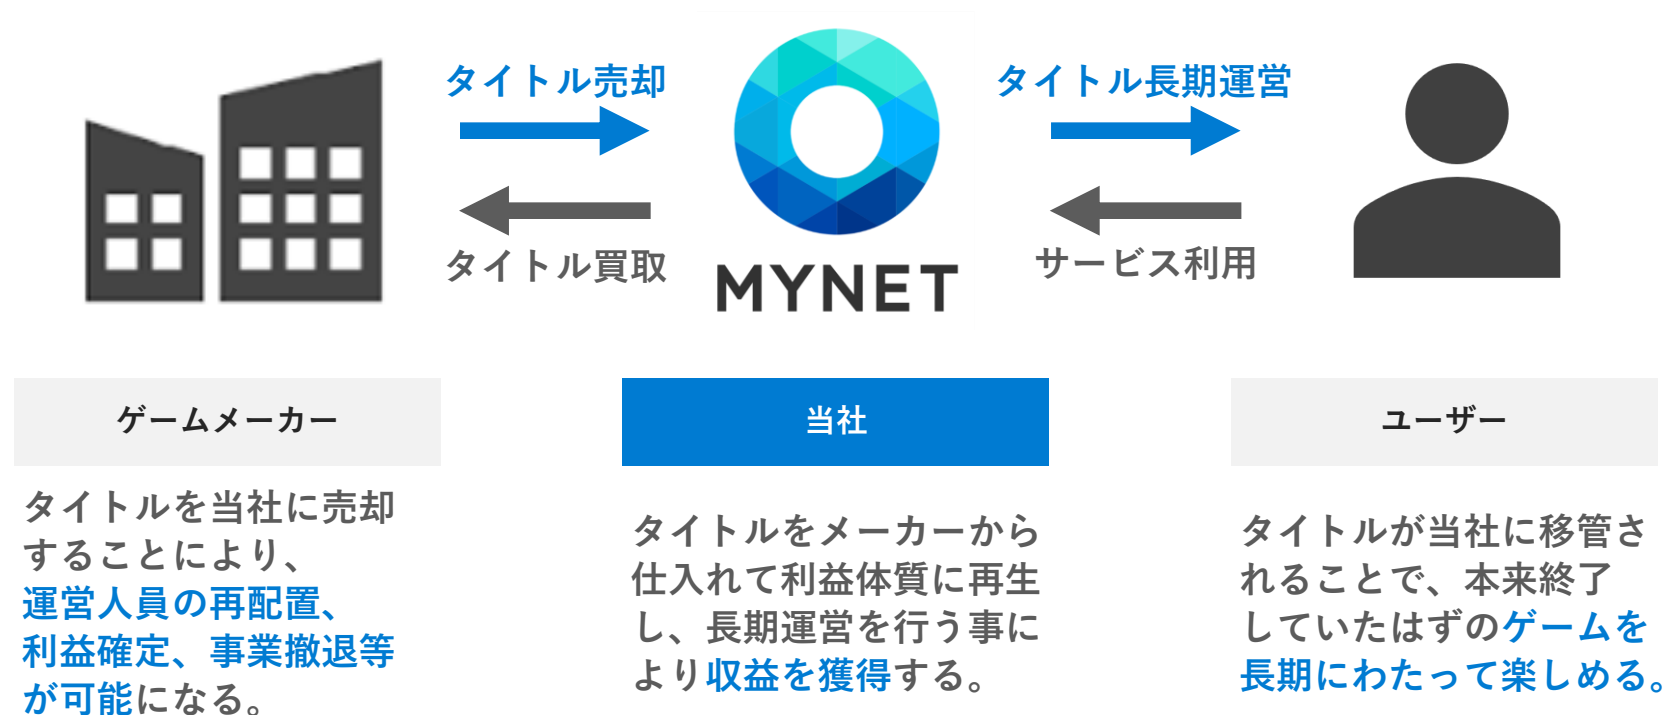 タイトル売却
タイトル長期運営
タイトル買取
サービス利用
MYNET
ゲームメーカー
当社
ユーザー
タイトルを当社に売却
することにより、
運営人員の再配置、
利益確定、事業撤退等
が可能になる。
タイトルをメーカーから
仕入れて利益体質に再生
し、長期運営を行う事に
より収益を獲得する。
タイトルが当社に移管さ
れることで、本来終了
していたはずのゲームを
長期にわたって楽しめる。